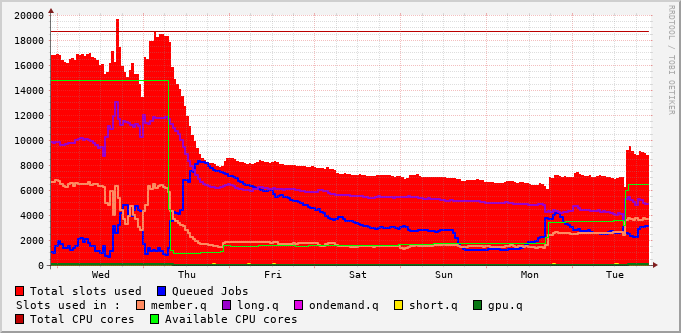 20000
18000
16000
14000
12000
10000
8000
6000
4000
2000
0
Wed Thu Fri Sat Sun Mon Tue
RRDTOOL / TOBI OETIKER
Total slots used Queued Jobs
Slots used in : member.q long.q ondemand.q short.q gpu.q
Total CPU cores Available CPU cores